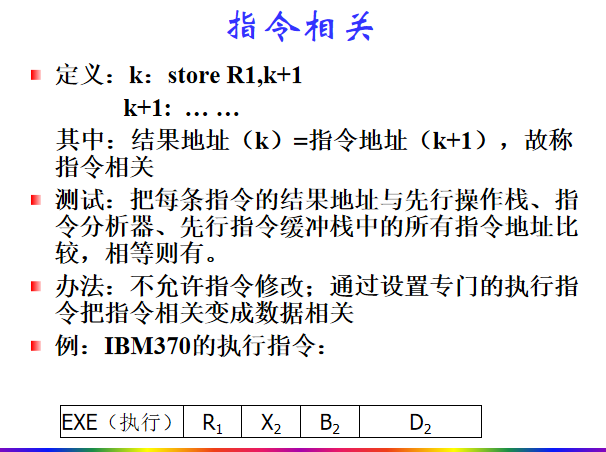 指令相关
定义：k：store R1,k+1
k+1: … …
其中：结果地址（k）=指令地址（k+1），故称
指令相关
测试：把每条指令的结果地址与先行操作栈、指
令分析器、先行指令缓冲栈中的所有指令地址比
较，相等则有。
办法：不允许指令修改；通过设置专门的执行指
令把指令相关变成数据相关
例：IBM370的执行指令：
EXE（执行） R1 X2 B2 D2